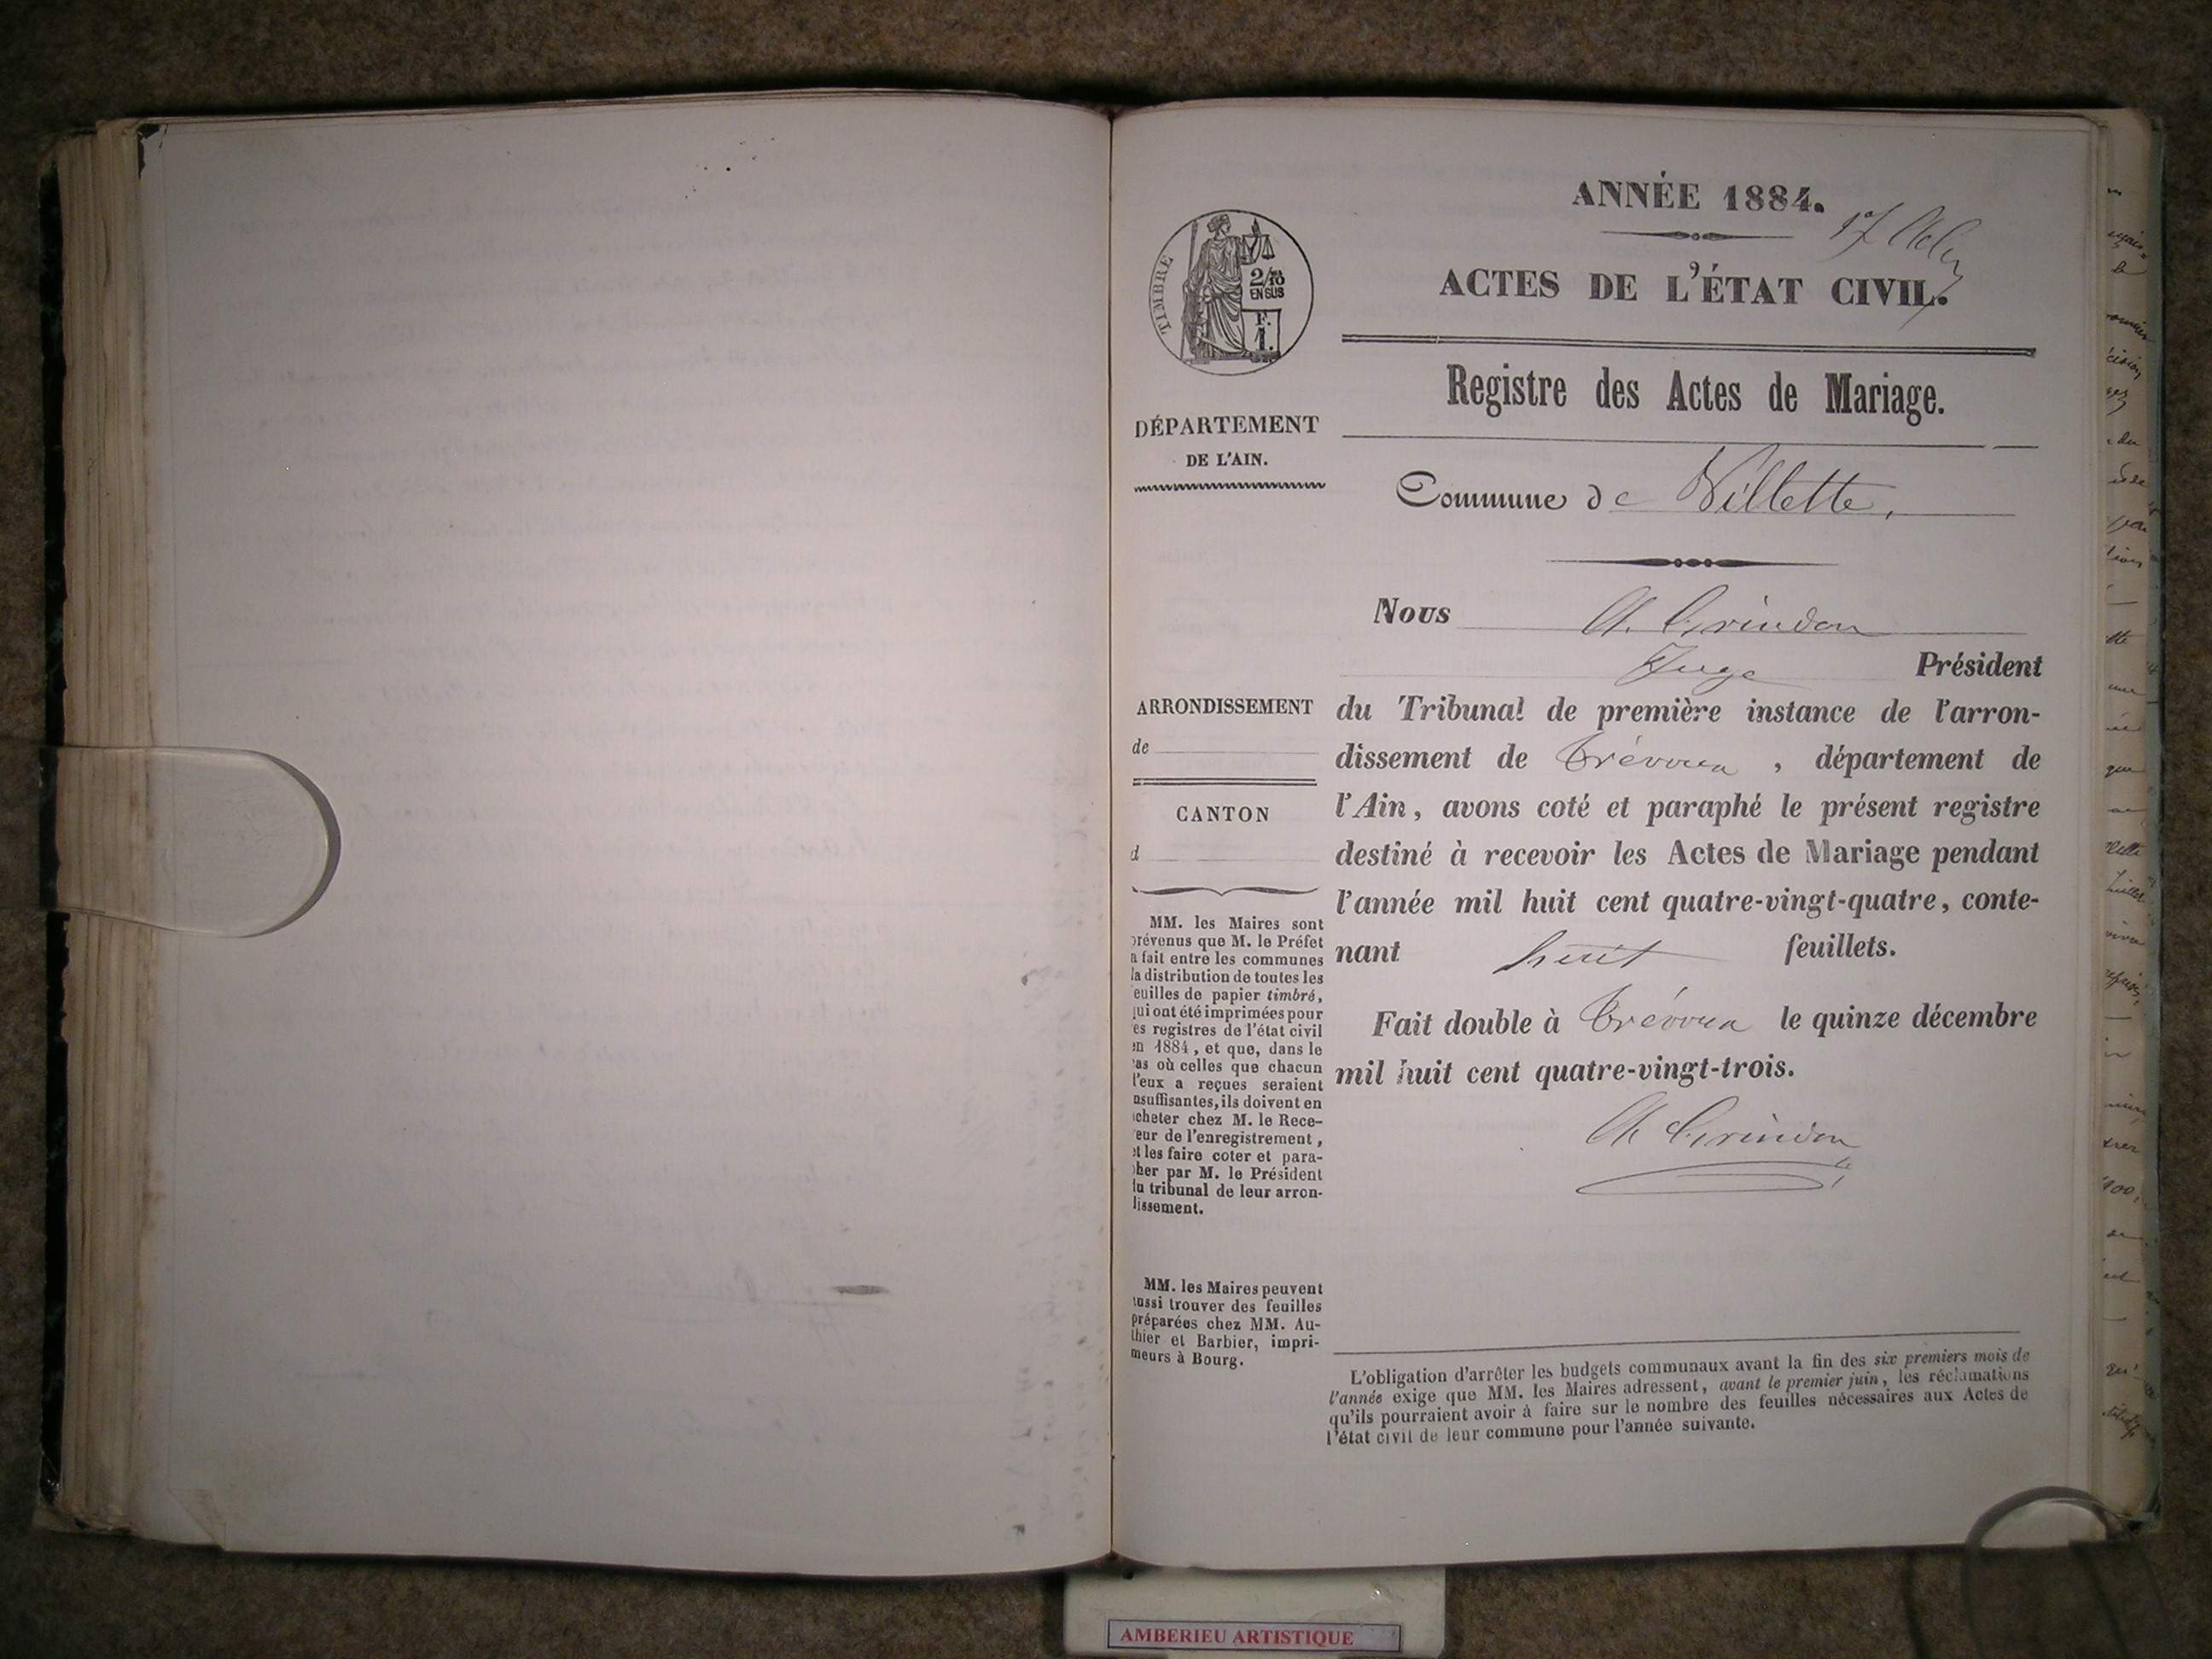 ANNÉE 1884.
ACTES DE L'ÉTAT CIVIL.
TIMBRE
2/10
EN SUS
F.
1.
Registre des Actes de Mariage.
DÉPARTEMENT
DE L'AIN.
Commune de Villette,
Nous A. Grindon
Juge Président
ARRONDISSEMENT
de
CANTON
d
du Tribunal de première instance de l'arron-
dissement de Trévoux, département de
l'Ain, avons coté et paraphé le présent registre
destiné à recevoir les Actes de Mariage pendant
l'année mil huit cent quatre-vingt-quatre, conte-
nant huit feuillets.
Fait double à Trévoux le quinze décembre
mil huit cent quatre-vingt-trois.
A Grindon
MM. les Maires sont
prévenus que M. le Préfet
a fait entre les communes
la distribution de toutes les
euilles de papier timbré,
qui ont été imprimées pour
es registres de l'état civil
en 1884, et que, dans le
cas où celles que chacun
l'eux a reçues seraient
nsuffisantes, ils doivent en
cheter chez M. le Rece-
eur de l'enregistrement,
et les faire coter et para-
pher par M. le Président
du tribunal de leur arron-
lissement.
MM. les Maires peuvent
aussi trouver des feuilles
préparées chez MM. Au-
thier et Barbier, impri-
meurs à Bourg.
L'obligation d'arrêter les budgets communaux avant la fin des six premiers mois de
l'année exige que MM. les Maires adressent, avant le premier juin, les réclamations
qu'ils pourraient avoir à faire sur le nombre des feuilles nécessaires aux Actes de
l'état civil de leur commune pour l'année suivante.
AMBERIEU ARTISTIQUE